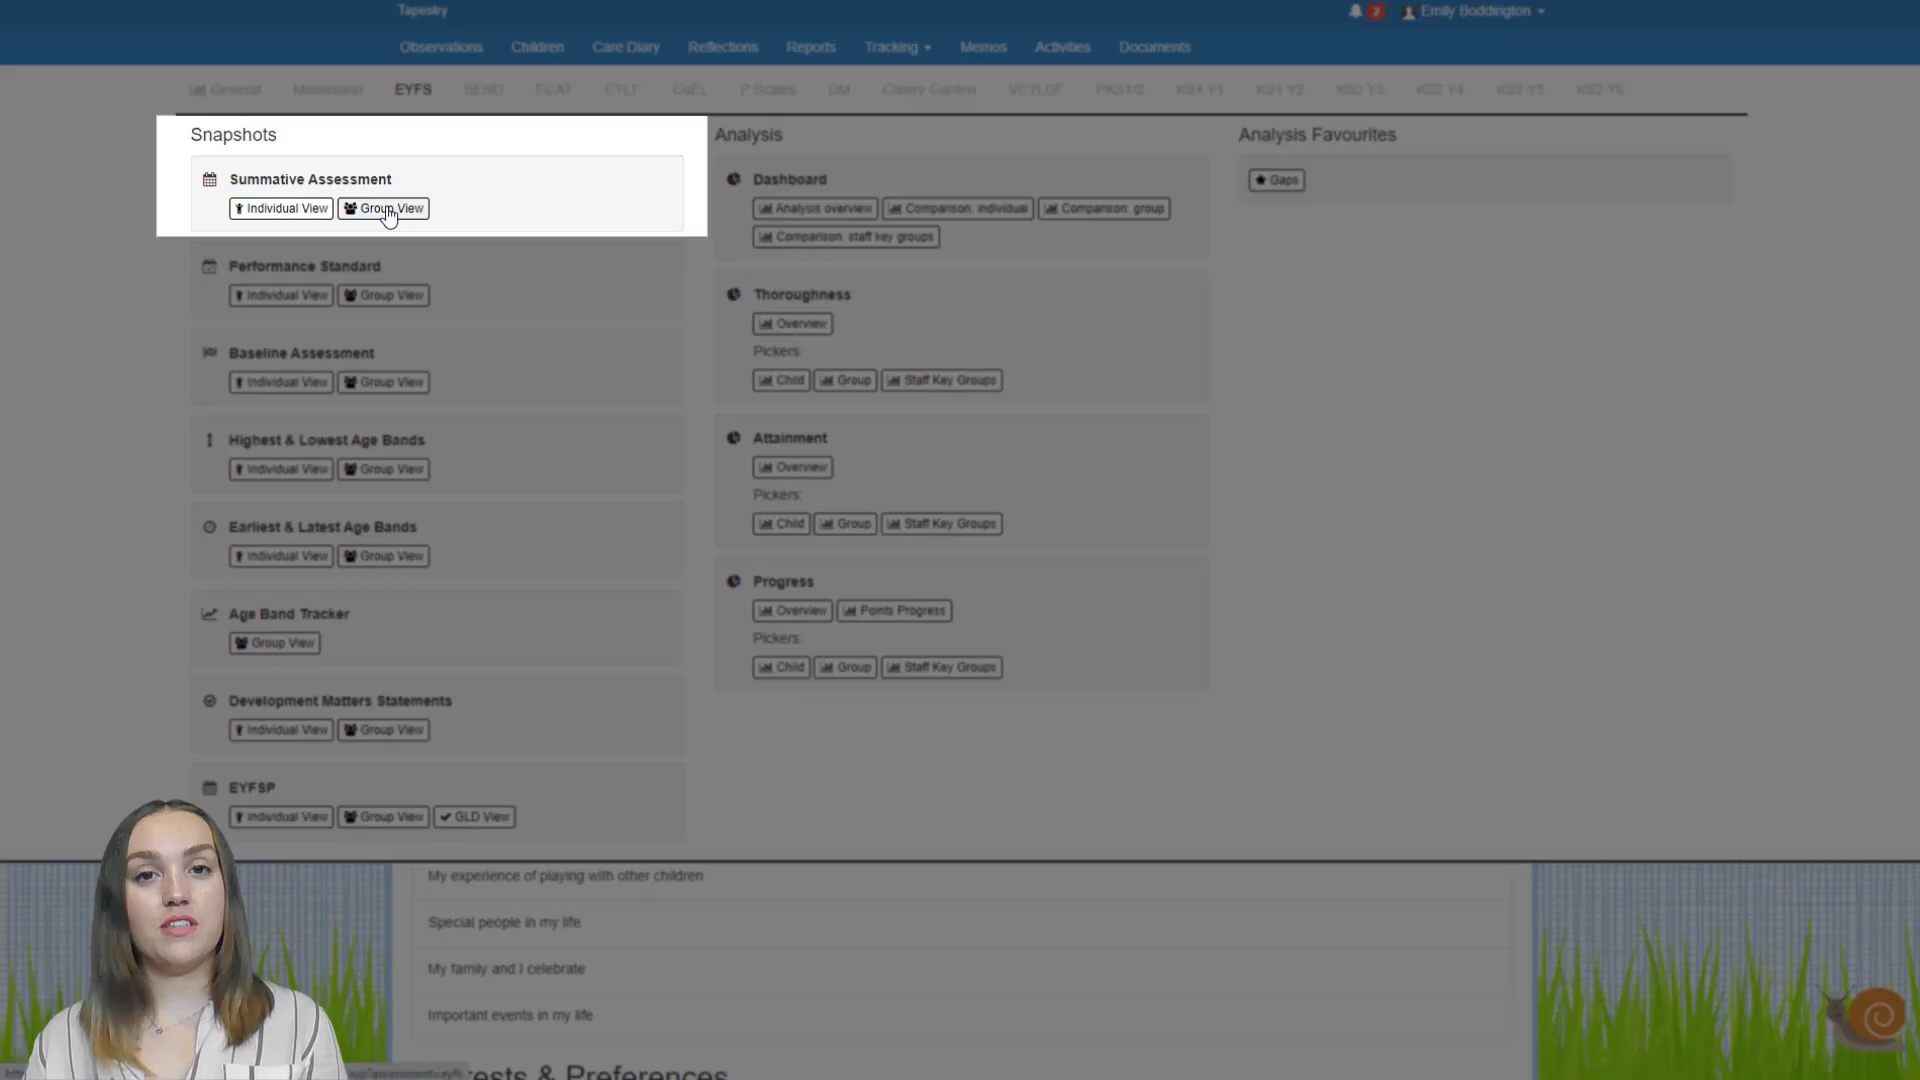 Tapestry
2
Emily Boddington
Observations Children Care Diary Reflections Reports Tracking Memos Activities Documents
General Montessori EYFS SEND ECAT EYLF CoEL P Scales DM Cherry Garden VEYLDF PKS1/2 KS1 Y1 KS1 Y2 KS2 Y3 KS2 Y4 KS2 Y5 KS2 Y6
Snapshots
Summative Assessment
Individual View Group View
Performance Standard
Individual View Group View
Baseline Assessment
Individual View Group View
Highest & Lowest Age Bands
Individual View Group View
Earliest & Latest Age Bands
Individual View Group View
Age Band Tracker
Group View
Development Matters Statements
Individual View Group View
EYFSP
Individual View Group View GLD View
Analysis
Dashboard
Analysis overview Comparison: individual Comparison: group
Comparison: staff key groups
Thoroughness
Overview
Pickers:
Child Group Staff Key Groups
Attainment
Overview
Pickers:
Child Group Staff Key Groups
Progress
Overview Points Progress
Pickers:
Child Group Staff Key Groups
Analysis Favourites
Gaps
My experience of playing with other children
Special people in my life
My family and I celebrate
Important events in my life
& Preferences